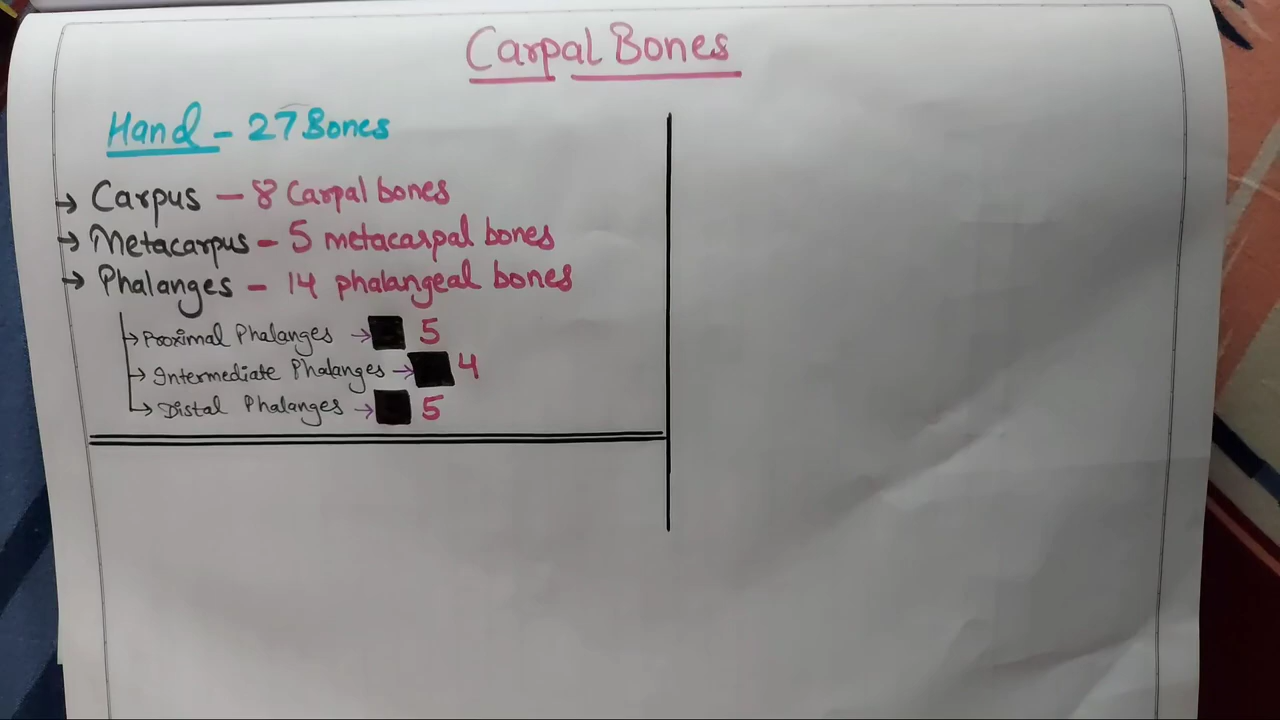 Carpal Bones
Hand - 27 Bones
→ Carpus - 8 Carpal bones
→ Metacarpus - 5 metacarpal bones
→ Phalanges - 14 phalangeal bones
→ Proximal Phalanges → 5
→ Intermediate Phalanges → 4
→ Distal Phalanges → 5